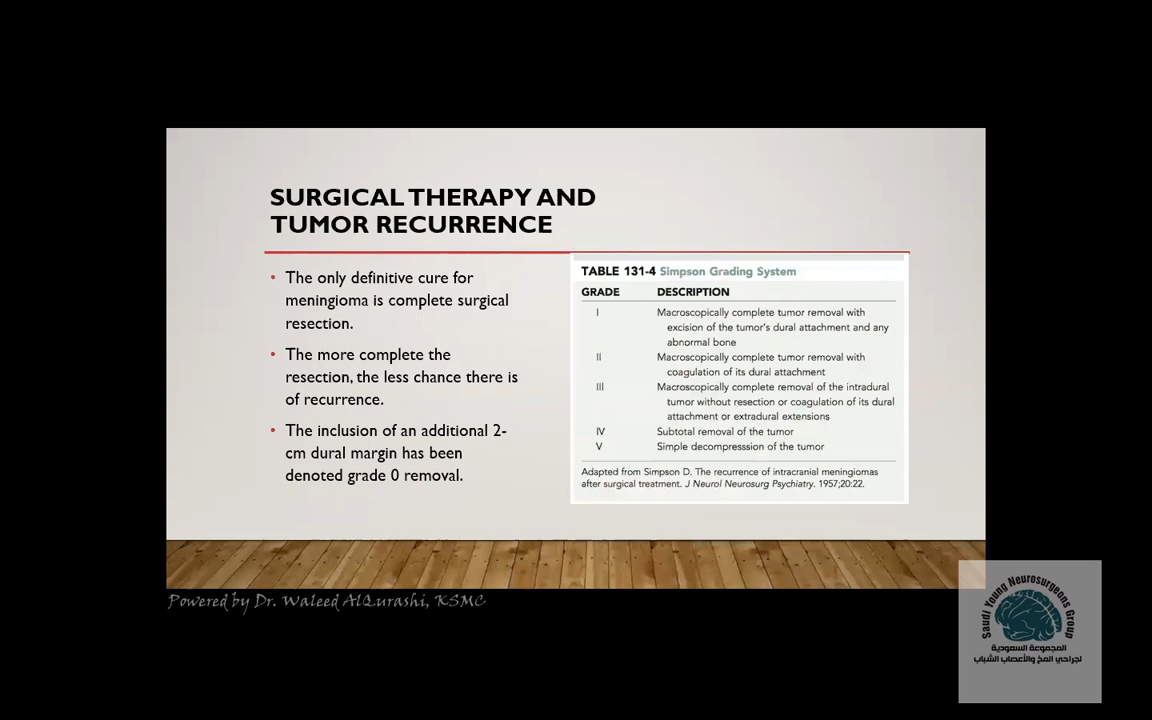 SURGICAL THERAPY AND
TUMOR RECURRENCE
• The only definitive cure for
meningioma is complete surgical
resection.
• The more complete the
resection, the less chance there is
of recurrence.
• The inclusion of an additional 2-
cm dural margin has been
denoted grade 0 removal.
TABLE 131-4 Simpson Grading System
GRADE DESCRIPTION
I Macroscopically complete tumor removal with
excision of the tumor's dural attachment and any
abnormal bone
II Macroscopically complete tumor removal with
coagulation of its dural attachment
III Macroscopically complete removal of the intradural
tumor without resection or coagulation of its dural
attachment or extradural extensions
IV Subtotal removal of the tumor
V Simple decompresssion of the tumor
Adapted from Simpson D. The recurrence of intracranial meningiomas
after surgical treatment. J Neurol Neurosurg Psychiatry. 1957;20:22.
Powered by Dr. Waleed AlQurashi, KSMC
Saudi Young Neurosurgeons Group
المجموعة السعودية
لجراحي المخ والأعصاب الشباب